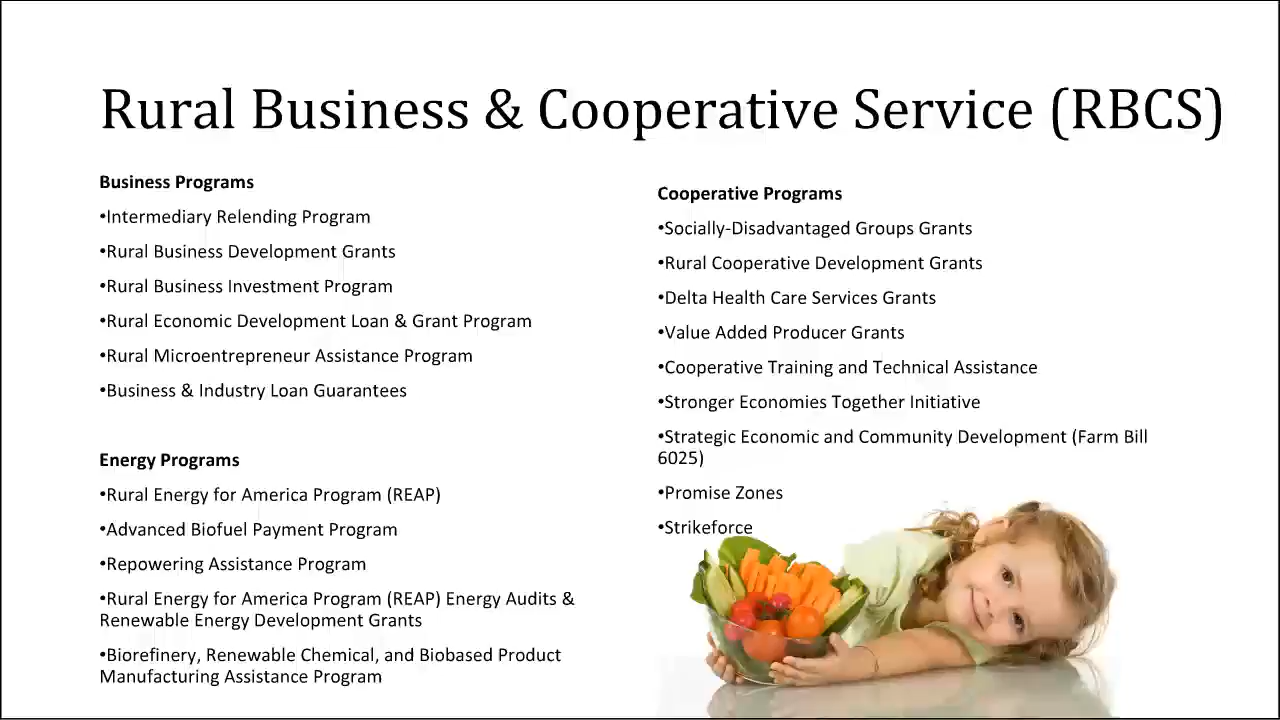 Rural Business & Cooperative Service (RBCS)
Business Programs
•Intermediary Relending Program
•Rural Business Development Grants
•Rural Business Investment Program
•Rural Economic Development Loan & Grant Program
•Rural Microentrepreneur Assistance Program
•Business & Industry Loan Guarantees
Energy Programs
•Rural Energy for America Program (REAP)
•Advanced Biofuel Payment Program
•Repowering Assistance Program
•Rural Energy for America Program (REAP) Energy Audits &
Renewable Energy Development Grants
•Biorefinery, Renewable Chemical, and Biobased Product
Manufacturing Assistance Program
Cooperative Programs
•Socially-Disadvantaged Groups Grants
•Rural Cooperative Development Grants
•Delta Health Care Services Grants
•Value Added Producer Grants
•Cooperative Training and Technical Assistance
•Stronger Economies Together Initiative
•Strategic Economic and Community Development (Farm Bill
6025)
•Promise Zones
•Strikeforce